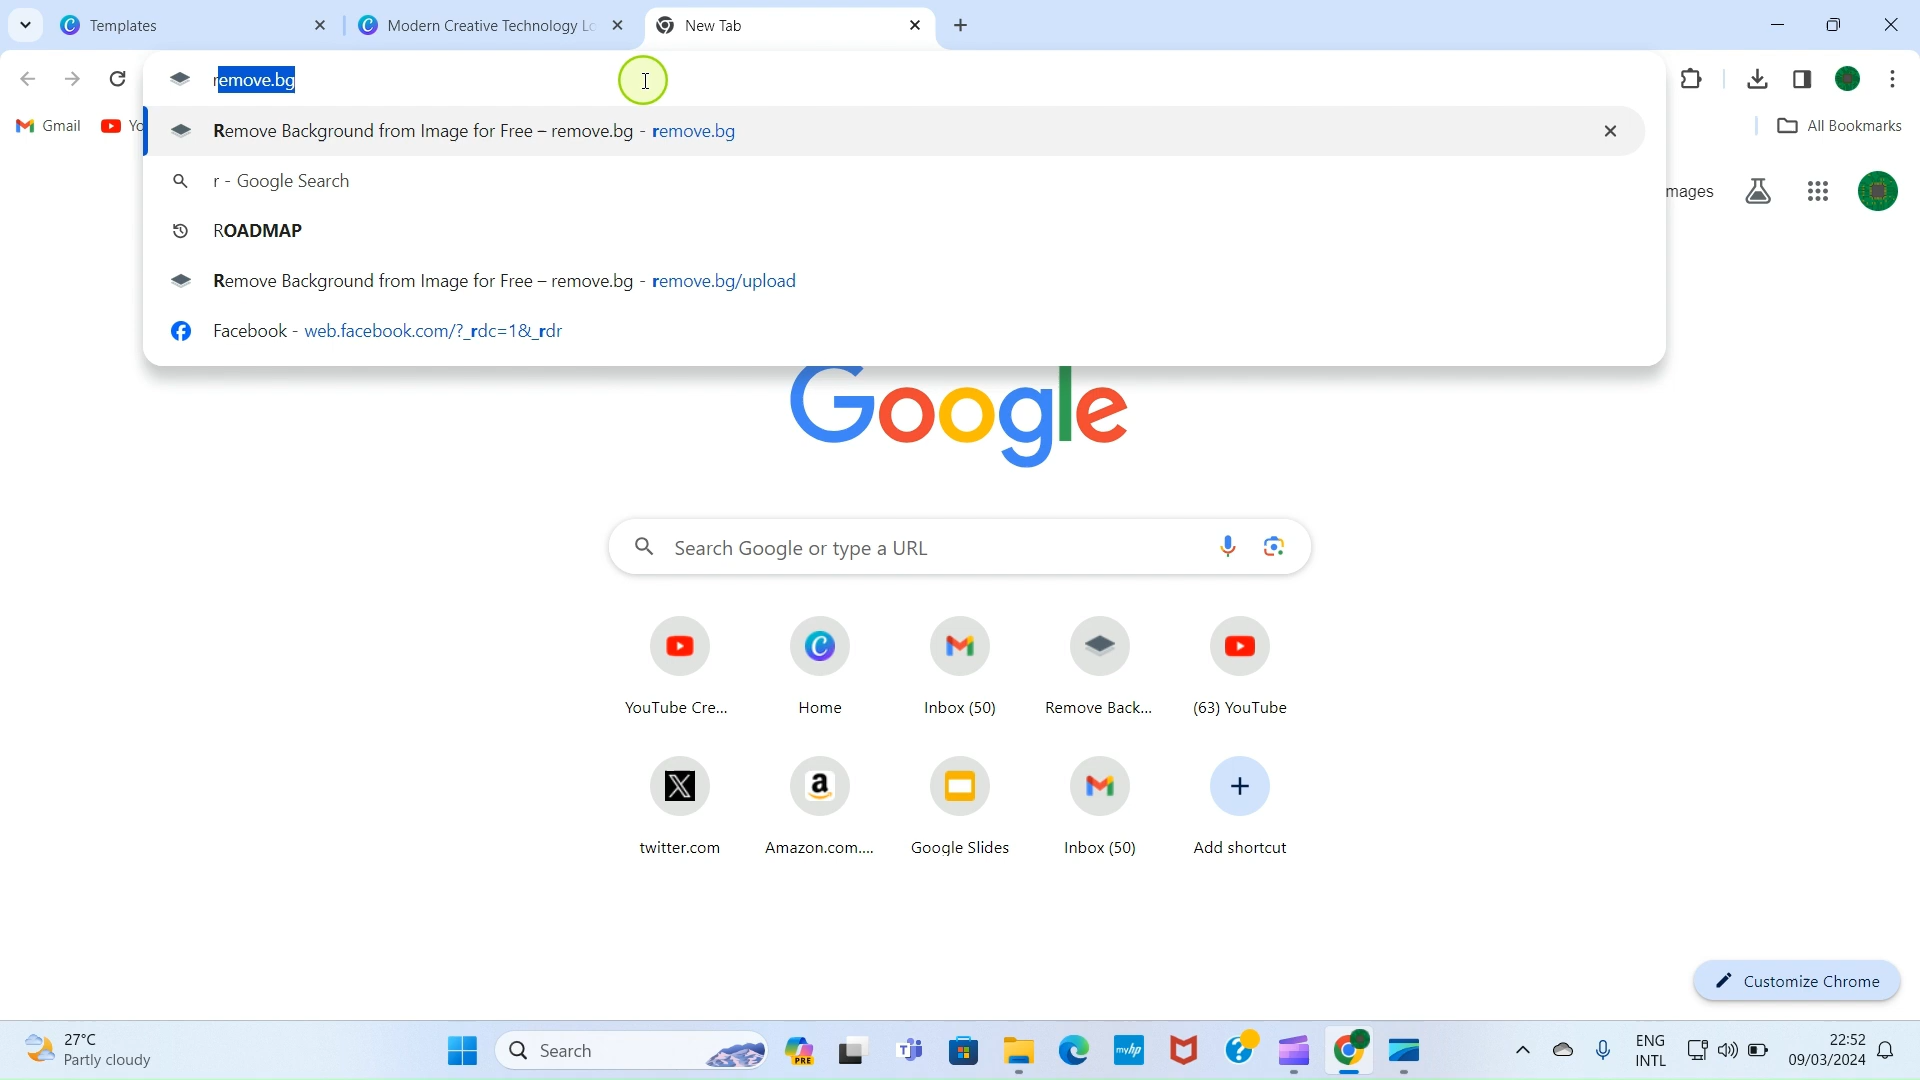 Templates
Modern Creative Technology Lo
New Tab
remove.bg
Gmail
Yo
Remove Background from Image for Free – remove.bg - remove.bg
All Bookmarks
r - Google Search
mages
ROADMAP
Remove Background from Image for Free – remove.bg - remove.bg/upload
Facebook - web.facebook.com/?_rdc=1&_rdr
Google
Search Google or type a URL
YouTube Cre...
Home
Inbox (50)
Remove Back...
(63) YouTube
twitter.com
Amazon.com....
Google Slides
Inbox (50)
Add shortcut
Customize Chrome
27°C
Partly cloudy
Search
PRE
myhp
ENG
INTL
22:52
09/03/2024